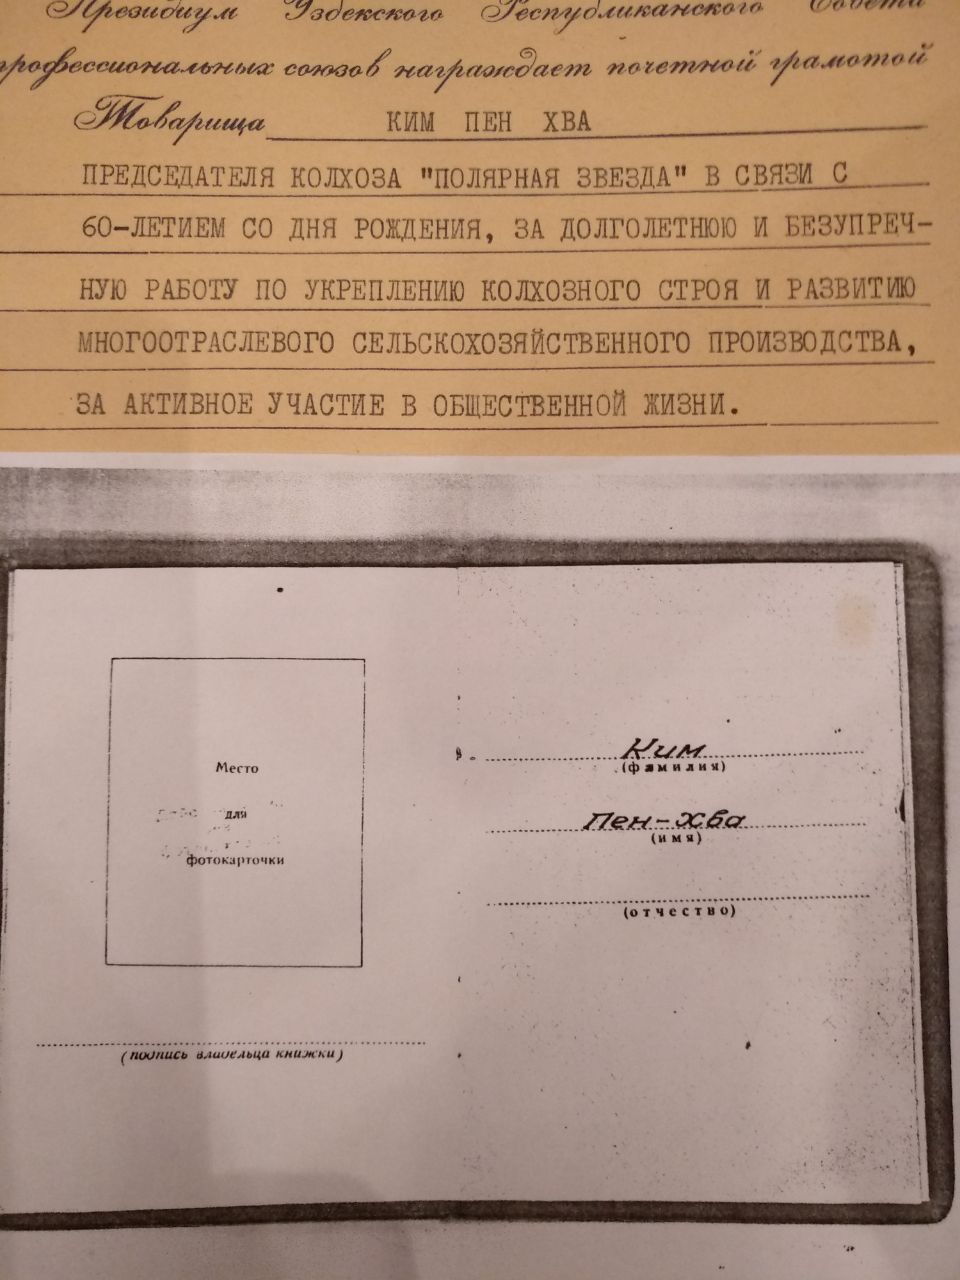 Президиум Узбекского Республиканского Совета
профессиональных союзов награждает почетной грамотой
Товарища КИМ ПЕН ХВА
ПРЕДСЕДАТЕЛЯ КОЛХОЗА "ПОЛЯРНАЯ ЗВЕЗДА" В СВЯЗИ С
60-ЛЕТИЕМ СО ДНЯ РОЖДЕНИЯ, ЗА ДОЛГОЛЕТНЮЮ И БЕЗУПРЕЧ-
НУЮ РАБОТУ ПО УКРЕПЛЕНИЮ КОЛХОЗНОГО СТРОЯ И РАЗВИТИЮ
МНОГООТРАСЛЕВОГО СЕЛЬСКОХОЗЯЙСТВЕННОГО ПРОИЗВОДСТВА,
ЗА АКТИВНОЕ УЧАСТИЕ В ОБЩЕСТВЕННОЙ ЖИЗНИ.
Место
для
фотокарточки
(подпись владельца книжки)
Ким
(фамилия)
Пен-Хва
(имя)
(отчество)